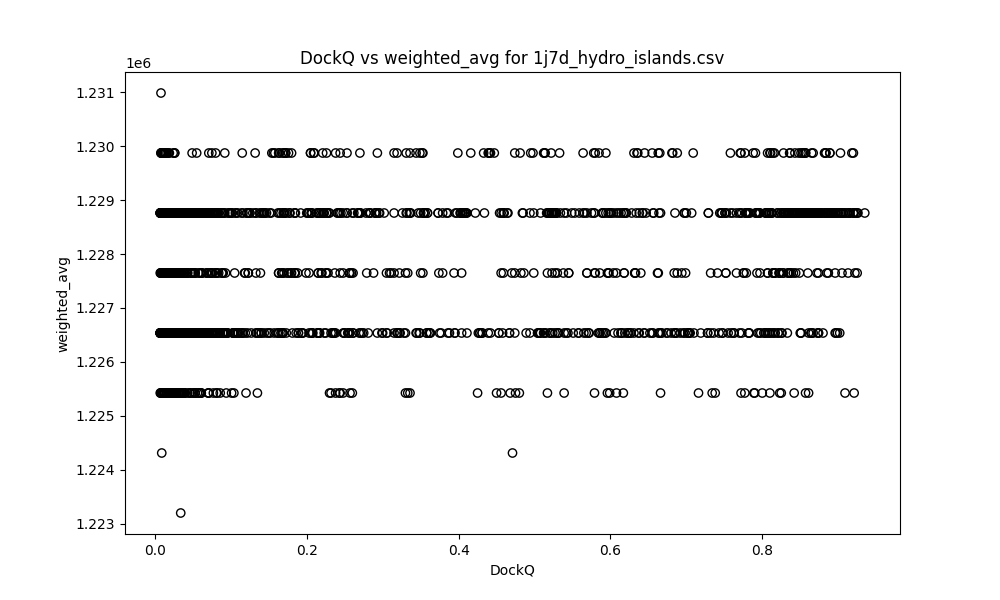 DockQ vs weighted_avg for 1j7d_hydro_islands.csv
1e6
1.231
1.230
1.229
1.228
1.227
1.226
1.225
1.224
1.223
weighted_avg
0.0 0.2 0.4 0.6 0.8
DockQ